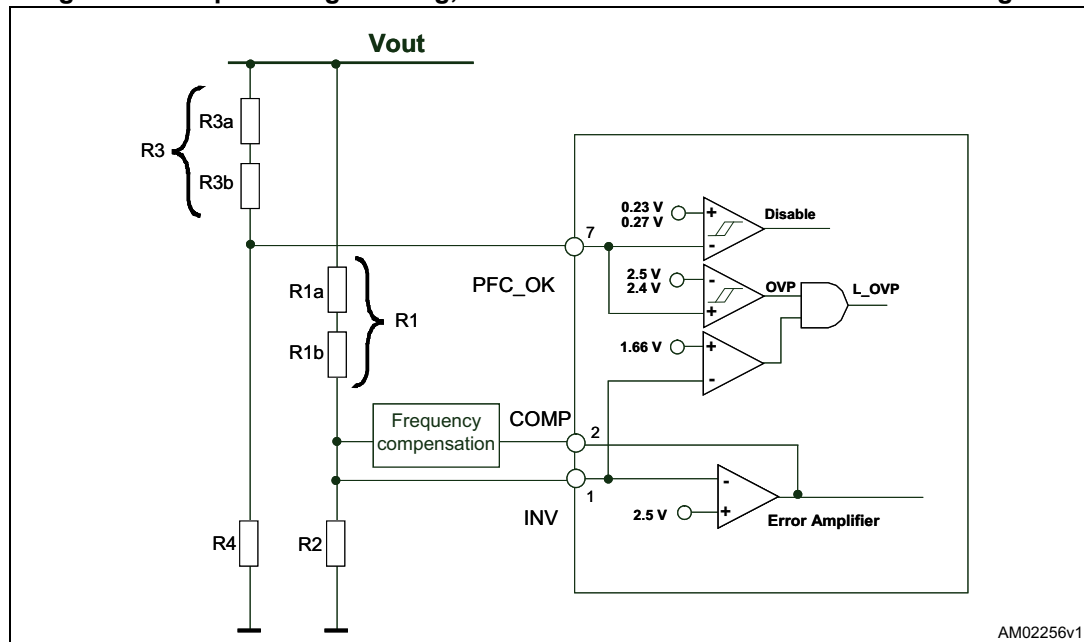 Vout
R3a
R3
R3b
0.23 V
0.27 V
Disable
7
PFC_OK
2.5 V
2.4 V
OVP
L_OVP
R1a
R1
R1b
1.66 V
Frequency
compensation
COMP
2
1
INV
2.5 V
Error Amplifier
R4
R2
AM02256v1
+
-
-
+
+
-
-
+